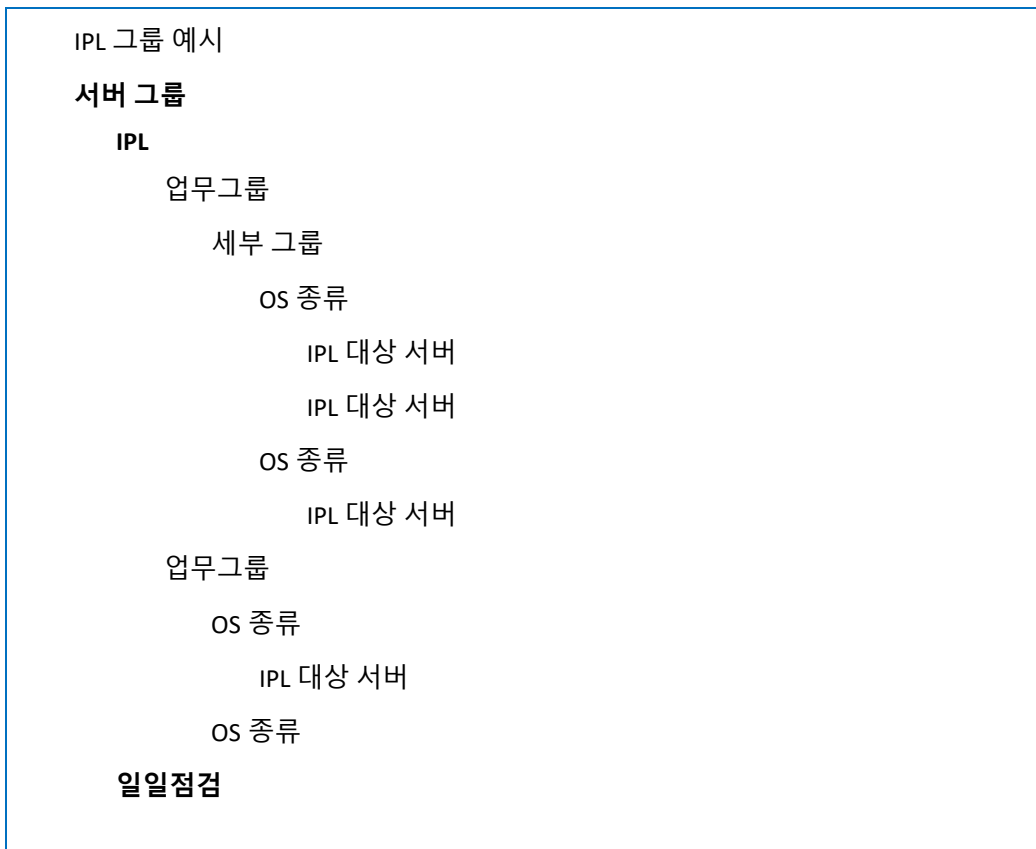 IPL 그룹 예시
서버 그룹
IPL
업무그룹
세부 그룹
OS 종류
IPL 대상 서버
IPL 대상 서버
OS 종류
IPL 대상 서버
업무그룹
OS 종류
IPL 대상 서버
OS 종류
일일점검